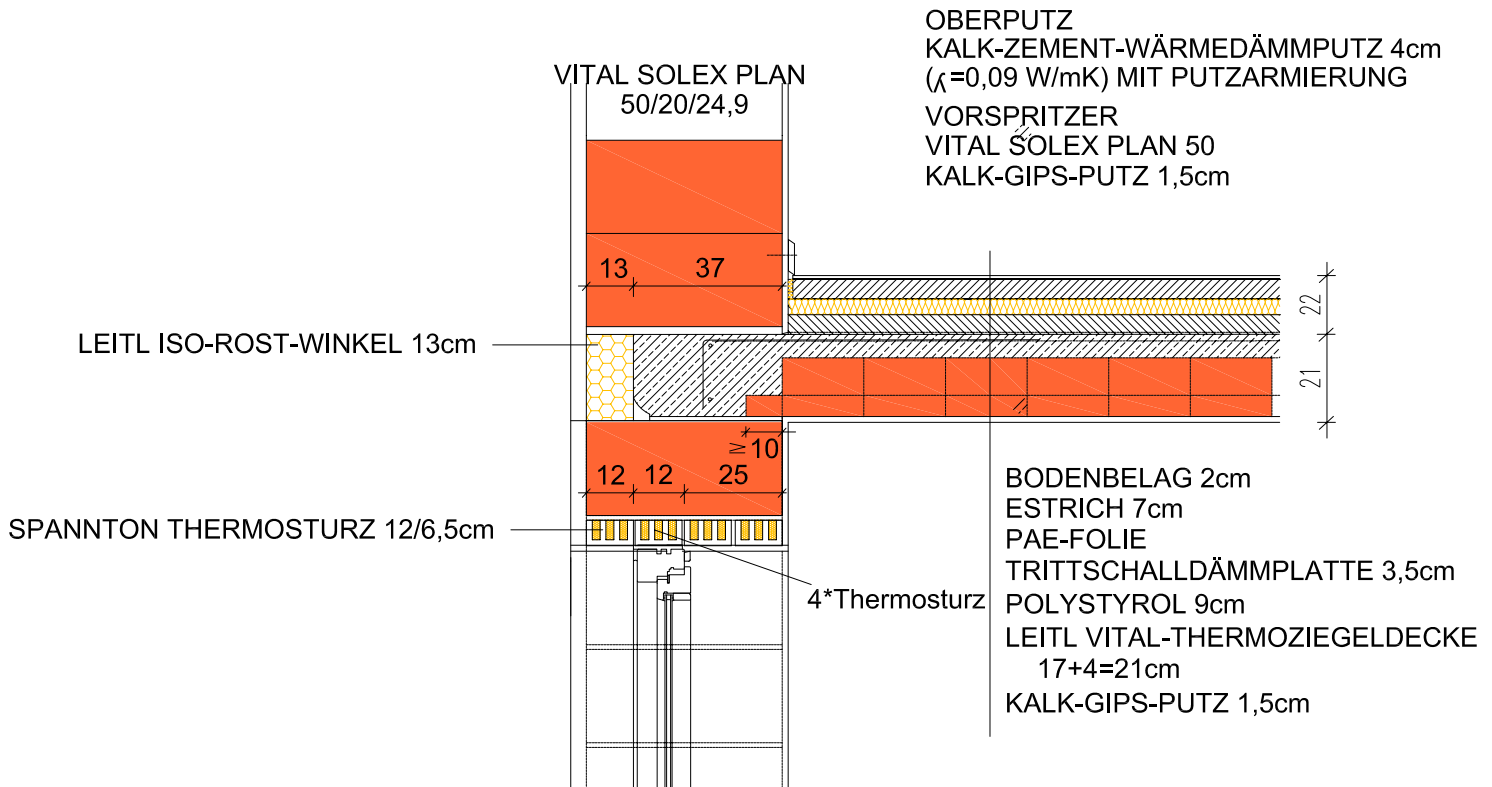 OBERPUTZ
KALK-ZEMENT-WÄRMEDÄMMPUTZ 4cm
(λ=0,09 W/mK) MIT PUTZARMIERUNG
VORSPRITZER
VITAL SOLEX PLAN 50
KALK-GIPS-PUTZ 1,5cm
VITAL SOLEX PLAN
50/20/24,9
13 37
22
LEITL ISO-ROST-WINKEL 13cm
21
≥10
12 12 25
SPANNTON THERMOSTURZ 12/6,5cm
4*Thermosturz
BODENBELAG 2cm
ESTRICH 7cm
PAE-FOLIE
TRITTSCHALLDÄMMPLATTE 3,5cm
POLYSTYROL 9cm
LEITL VITAL-THERMOZIEGELDECKE
17+4=21cm
KALK-GIPS-PUTZ 1,5cm